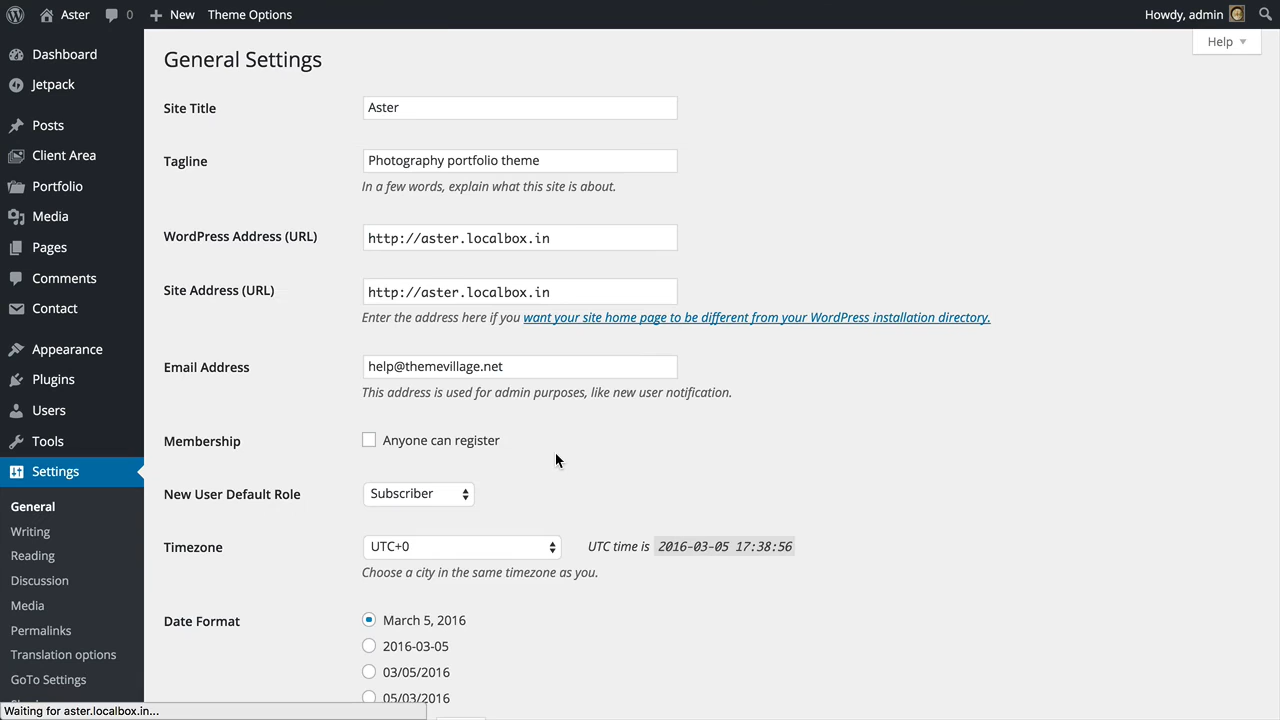 Aster 0 New Theme Options Howdy, admin
Help
Dashboard
Jetpack
Posts
Client Area
Portfolio
Media
Pages
Comments
Contact
Appearance
Plugins
Users
Tools
Settings
General
Writing
Reading
Discussion
Media
Permalinks
Translation options
GoTo Settings
General Settings
Site Title Aster
Tagline Photography portfolio theme
In a few words, explain what this site is about.
WordPress Address (URL) http://aster.localbox.in
Site Address (URL) http://aster.localbox.in
Enter the address here if you want your site home page to be different from your WordPress installation directory.
Email Address help@themevillage.net
This address is used for admin purposes, like new user notification.
Membership Anyone can register
New User Default Role Subscriber
Timezone UTC+0 UTC time is 2016-03-05 17:38:56
Choose a city in the same timezone as you.
Date Format March 5, 2016
2016-03-05
03/05/2016
05/03/2016
Waiting for aster.localbox.in...